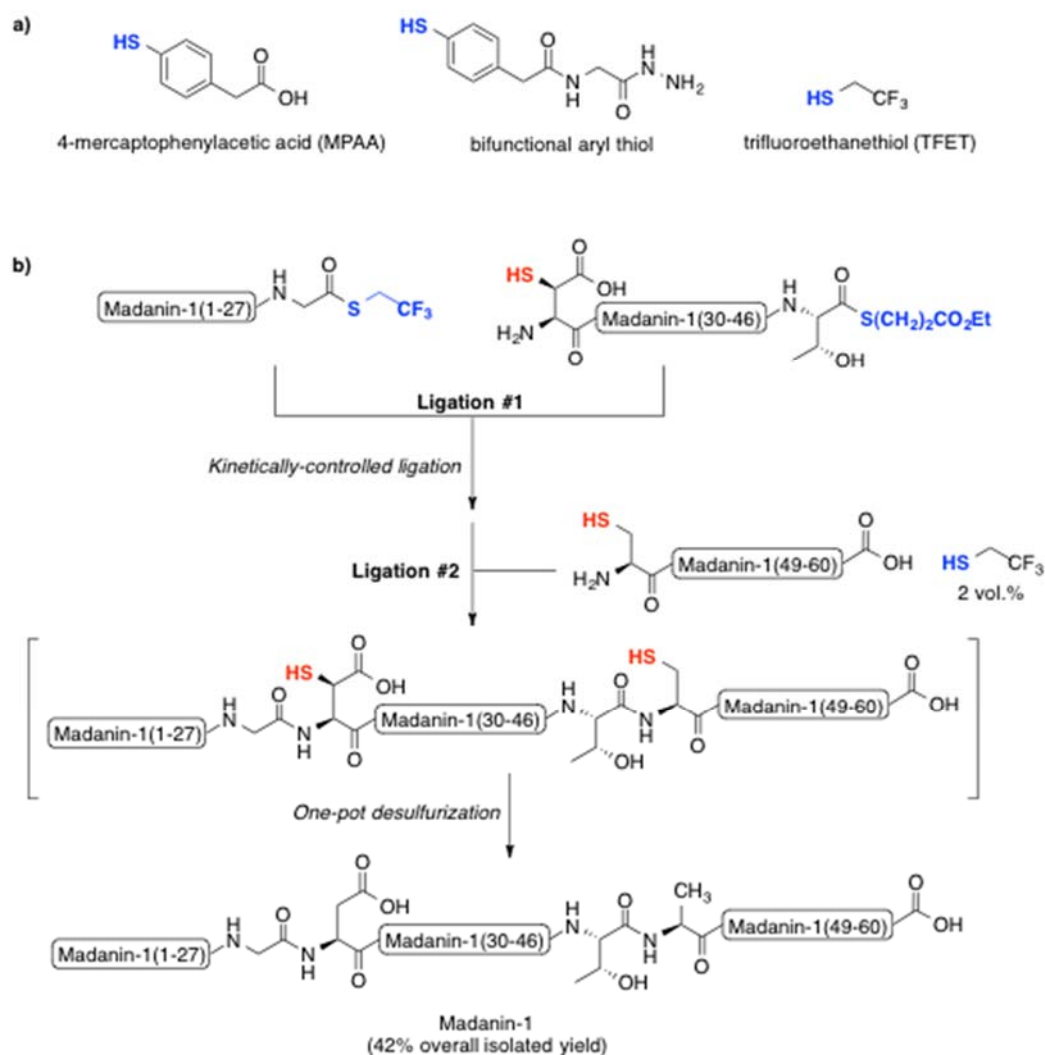 a)
HS
O
OH
4-mercaptophenylacetic acid (MPAA)
HS
O
N
H
O
H
N
NH2
bifunctional aryl thiol
HS
CF3
trifluoroethanethiol (TFET)
b)
Madanin-1(1-27)
H
N
O
S
CF3
HS
O
OH
H2N
O
Madanin-1(30-46)
H
N
O
S(CH2)2CO2Et
OH
Ligation #1
Kinetically-controlled ligation
Ligation #2
HS
H2N
O
Madanin-1(49-60)
O
OH
HS
CF3
2 vol.%
Madanin-1(1-27)
H
N
O
N
H
HS
O
OH
O
Madanin-1(30-46)
H
N
OH
O
N
H
HS
O
Madanin-1(49-60)
O
OH
One-pot desulfurization
Madanin-1(1-27)
H
N
O
N
H
O
OH
O
Madanin-1(30-46)
H
N
OH
O
N
H
CH3
O
Madanin-1(49-60)
O
OH
Madanin-1
(42% overall isolated yield)